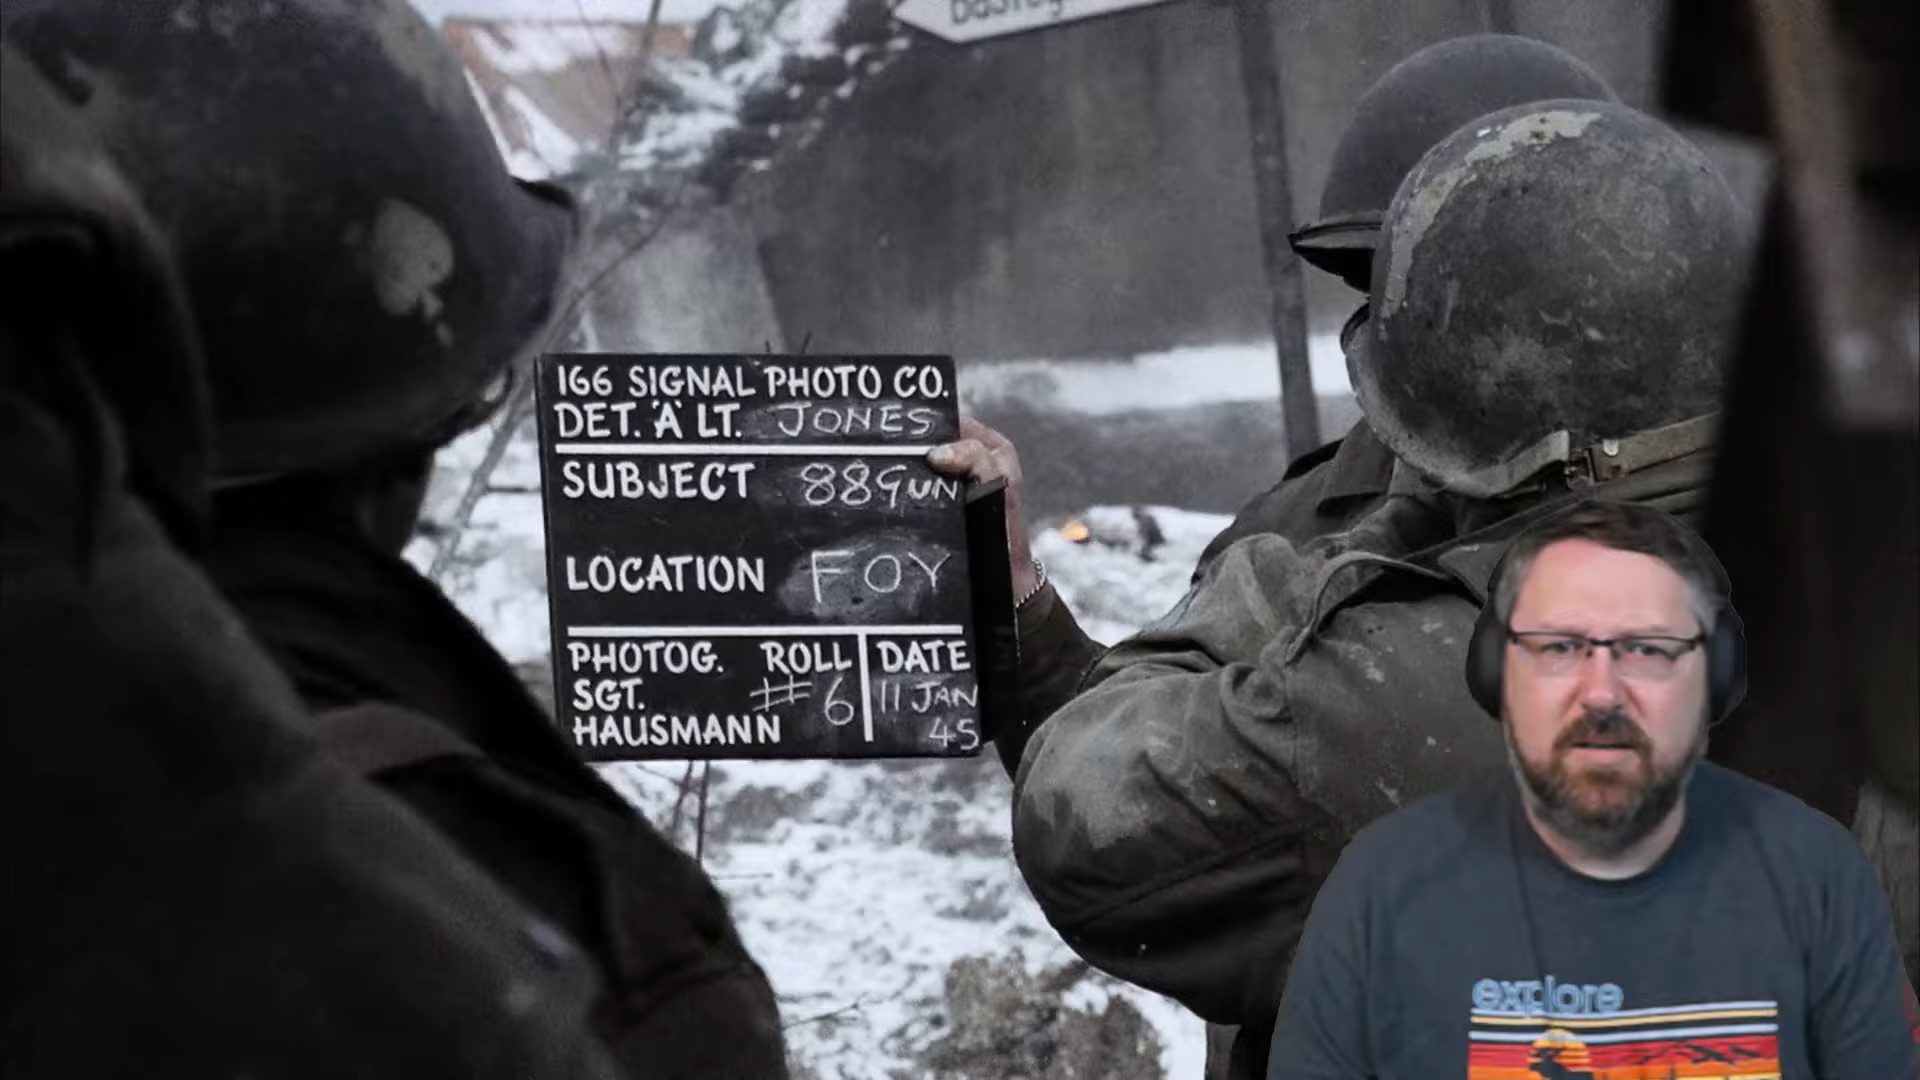 166 SIGNAL PHOTO CO.
DET. "A" LT. JONES
SUBJECT 88 GUN
LOCATION FOY
PHOTOG. ROLL DATE
SGT. #6 11 JAN
HAUSMANN 45
explore